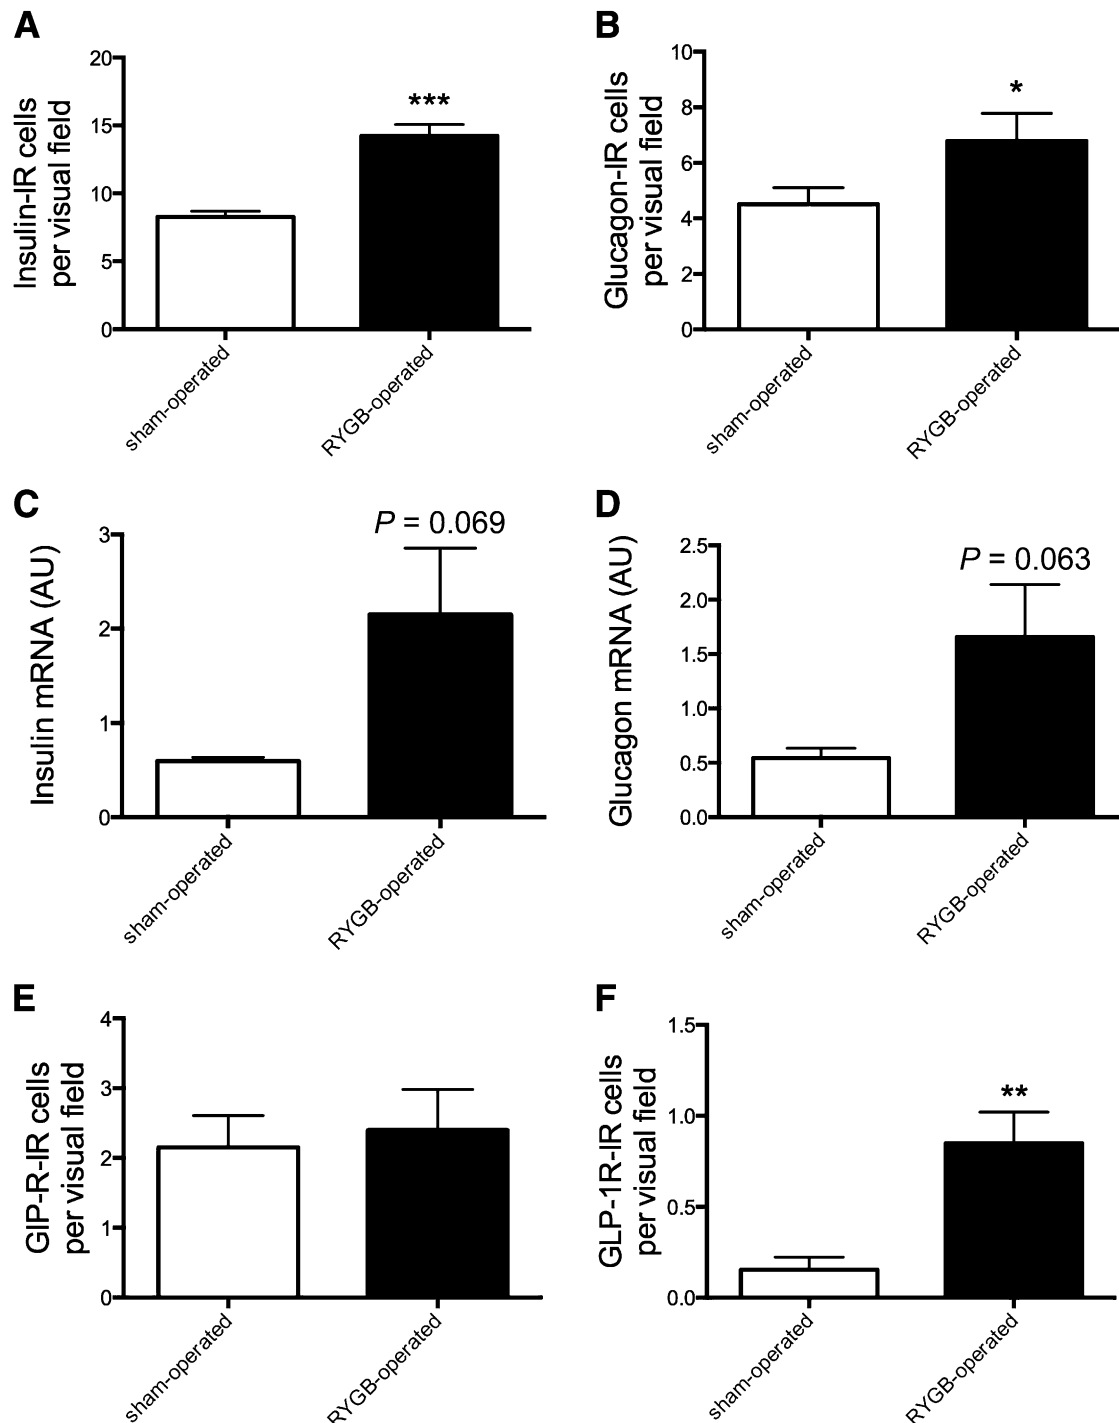 A
Insulin-IR cells
per visual field
20
15
10
5
0
***
sham-operated
RYGB-operated
B
Glucagon-IR cells
per visual field
10
8
6
4
2
0
*
sham-operated
RYGB-operated
C
Insulin mRNA (AU)
3
2
1
0
P = 0.069
sham-operated
RYGB-operated
D
Glucagon mRNA (AU)
2.5
2.0
1.5
1.0
0.5
0.0
P = 0.063
sham-operated
RYGB-operated
E
GIP-R-IR cells
per visual field
4
3
2
1
0
sham-operated
RYGB-operated
F
GLP-1R-IR cells
per visual field
1.5
1.0
0.5
0.0
**
sham-operated
RYGB-operated